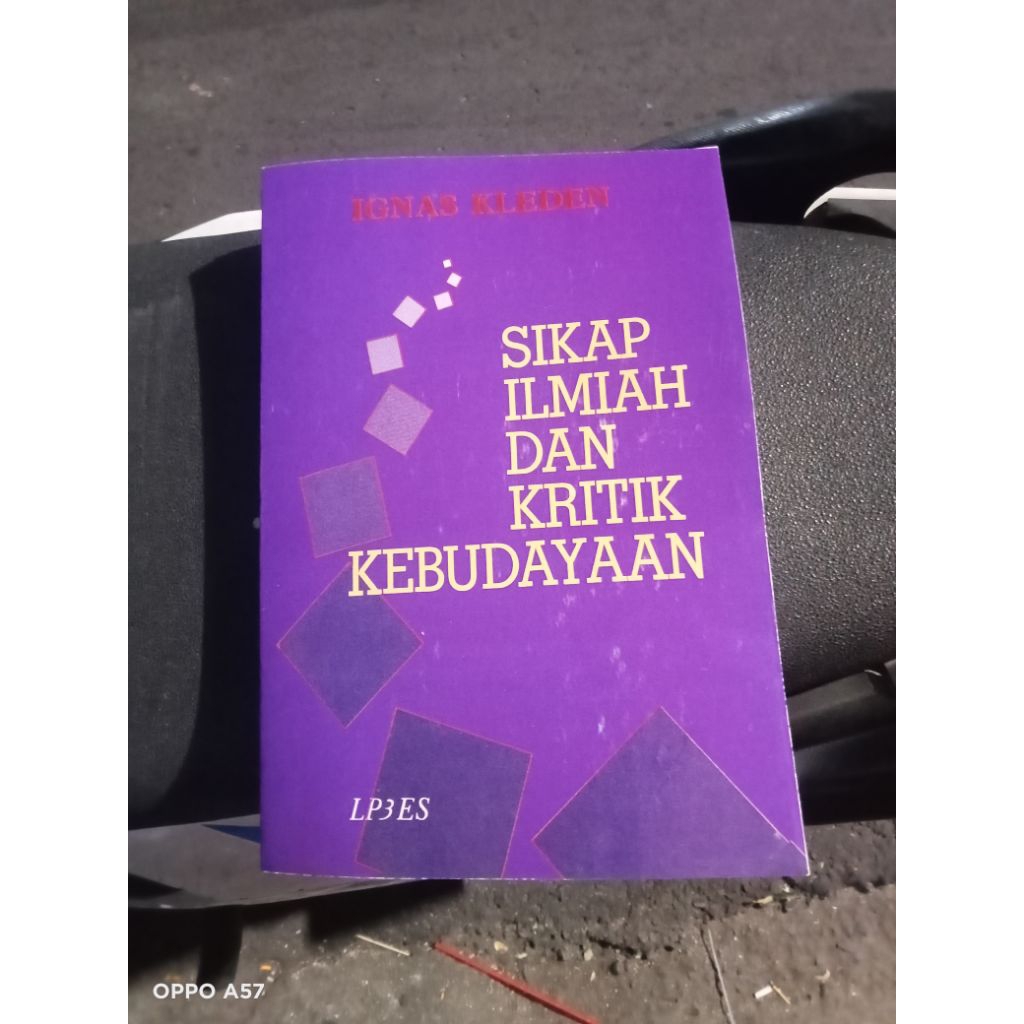 IGNAS KLEDEN
SIKAP
ILMIAH
DAN
KRITIK
KEBUDAYAAN
LP3ES
OPPO A57